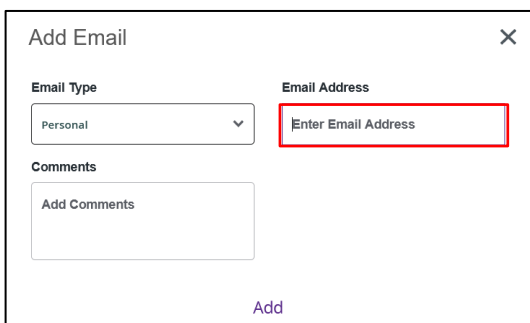 Add Email
Email Type
Email Address
Personal
Enter Email Address
Comments
Add Comments
Add